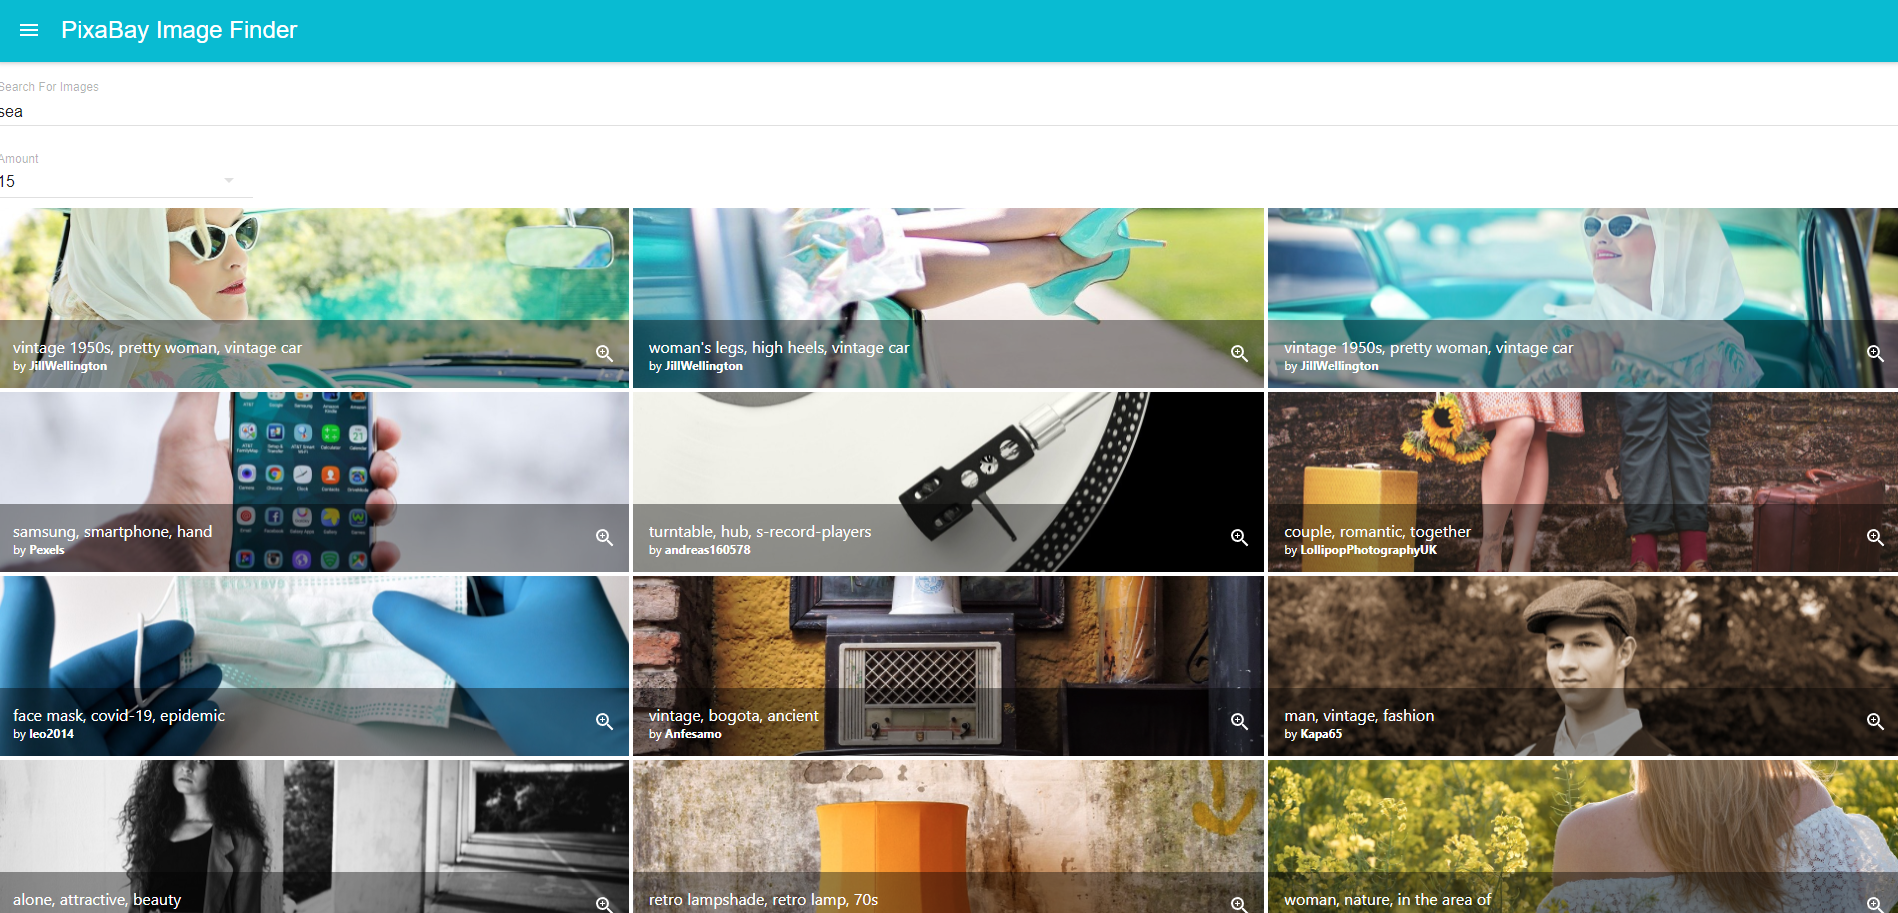 PixaBay Image Finder
Search For Images
sea
Amount
15
vintage 1950s, pretty woman, vintage car
by JillWellington
woman's legs, high heels, vintage car
by JillWellington
vintage 1950s, pretty woman, vintage car
by JillWellington
samsung, smartphone, hand
by Pexels
turntable, hub, s-record-players
by andreas160578
couple, romantic, together
by LollipopPhotographyUK
face mask, covid-19, epidemic
by leo2014
vintage, bogota, ancient
by Anfesamo
man, vintage, fashion
by Kapa65
alone, attractive, beauty
retro lampshade, retro lamp, 70s
woman, nature, in the area of